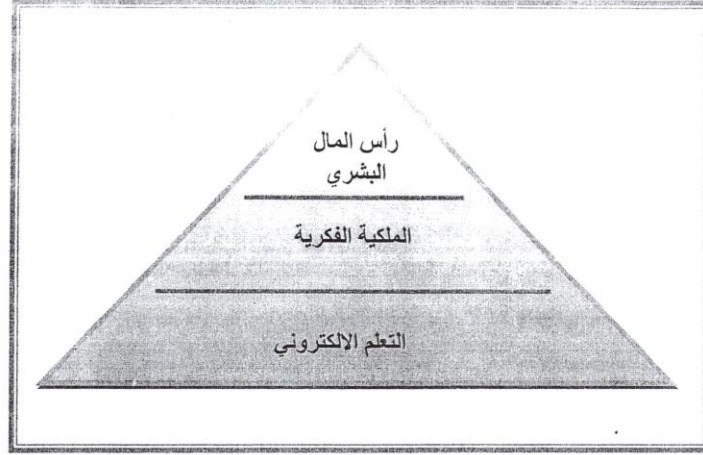 رأس المال
البشري
الملكية الفكرية
التعلم الالكتروني